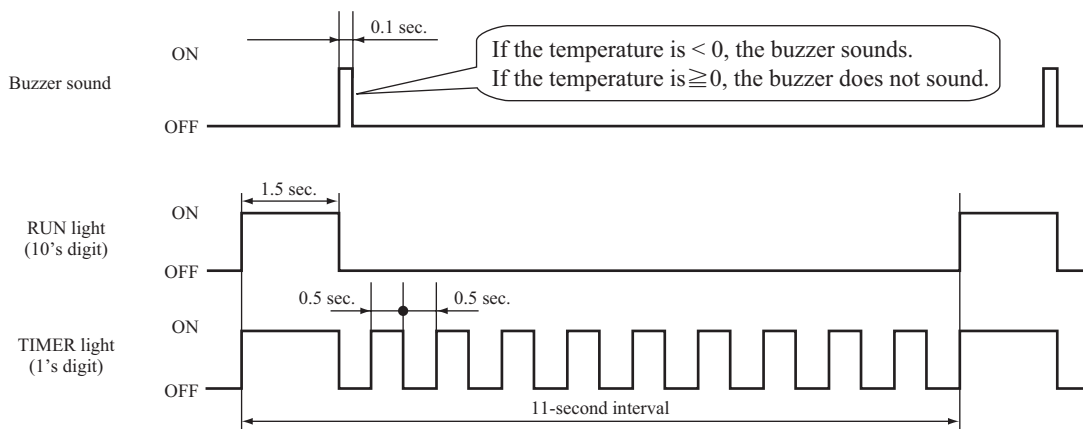 0.1 sec.
ON
If the temperature is < 0, the buzzer sounds.
If the temperature is≧0, the buzzer does not sound.
Buzzer sound
OFF
1.5 sec.
ON
RUN light
(10's digit)
OFF
0.5 sec.
0.5 sec.
ON
TIMER light
(1's digit)
OFF
11-second interval